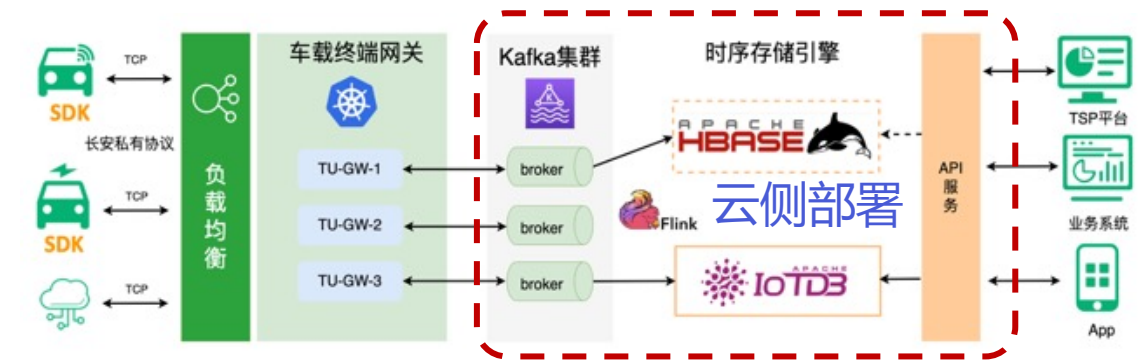 TCP
SDK
长安私有协议
TCP
SDK
TCP
负载均衡
车载终端网关
TU-GW-1
TU-GW-2
TU-GW-3
Kafka集群
K
broker
broker
broker
时序存储引擎
APACHE
HBASE
Flink
云侧部署
APACHE
IoTDB
API
服务
TSP平台
业务系统
App